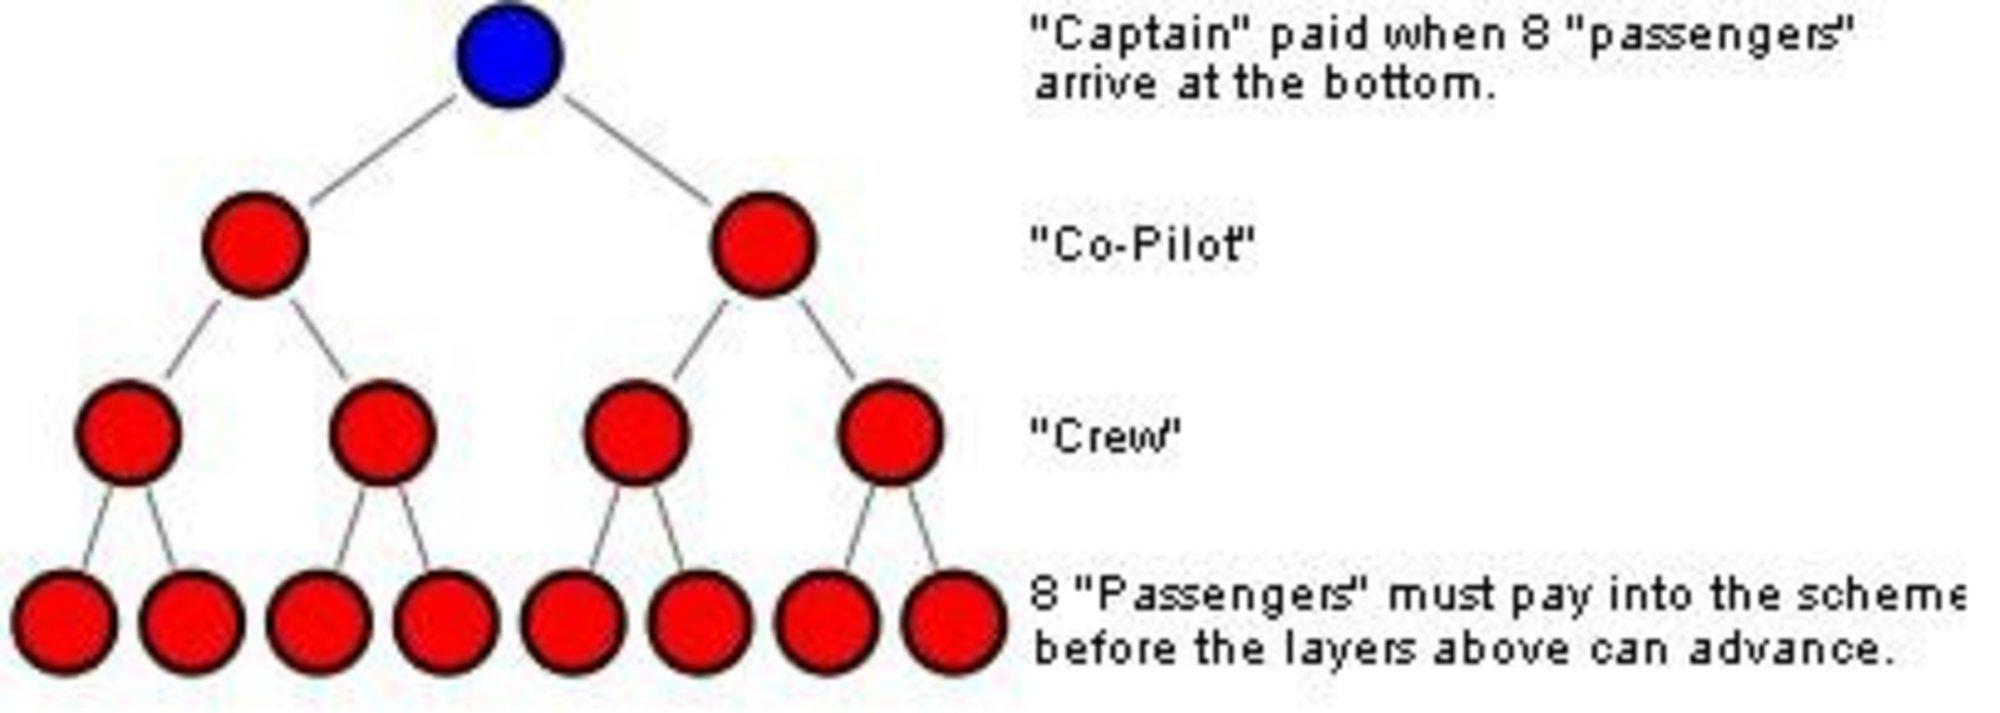 "Captain" paid when 8 "passengers"
arrive at the bottom.
"Co-Pilot"
"Crew"
8 "Passengers" must pay into the scheme
before the layers above can advance.